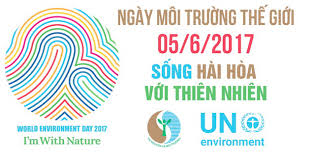 NGÀY MÔI TRƯỜNG THẾ GIỚI
05/6/2017
SỐNG HÀI HÒA
VỚI THIÊN NHIÊN
WORLD ENVIRONMENT DAY 2017
I'm With Nature
UN
environment